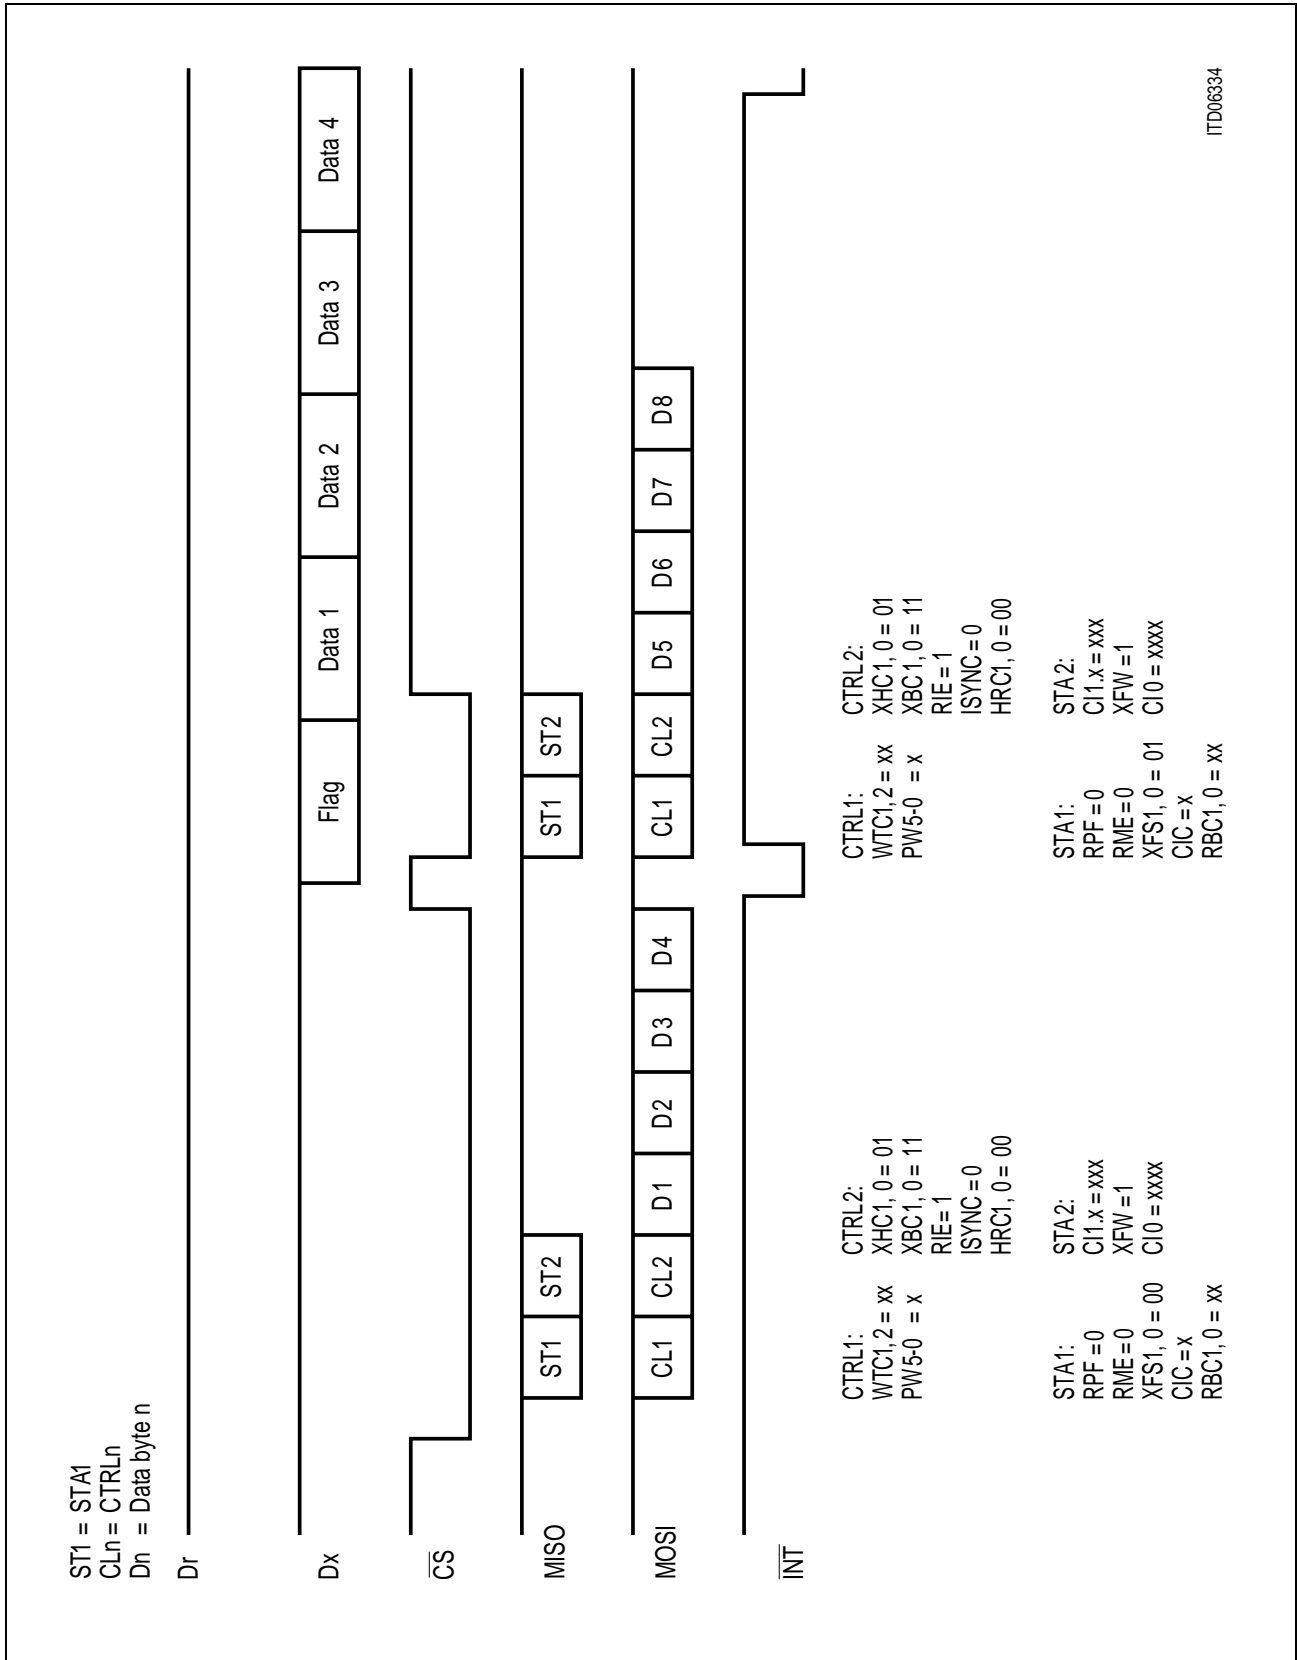 ST1 = STA1
CLn = CTRLn
Dn = Data byte n
Dr
Dx
Flag
Data 1
Data 2
Data 3
Data 4
CS
MISO
ST1
ST2
ST1
ST2
MOSI
CL1
CL2
D1
D2
D3
D4
CL1
CL2
D5
D6
D7
D8
INT
CTRL1:
WTC1, 2 = xx
PW5-0 = x
CTRL2:
XHC1, 0 = 01
XBC1, 0 = 11
RIE = 1
ISYNC = 0
HRC1, 0 = 00
CTRL1:
WTC1, 2 = xx
PW5-0 = x
CTRL2:
XHC1, 0 = 01
XBC1, 0 = 11
RIE = 1
ISYNC = 0
HRC1, 0 = 00
STA1:
RPF = 0
RME = 0
XFS1, 0 = 00
CIC = x
RBC1, 0 = xx
STA2:
CI1.x = xxx
XFW = 1
CI0 = xxxx
STA1:
RPF = 0
RME = 0
XFS1, 0 = 01
CIC = x
RBC1, 0 = xx
STA2:
CI1.x = xxx
XFW = 1
CI0 = xxxx
ITD06334